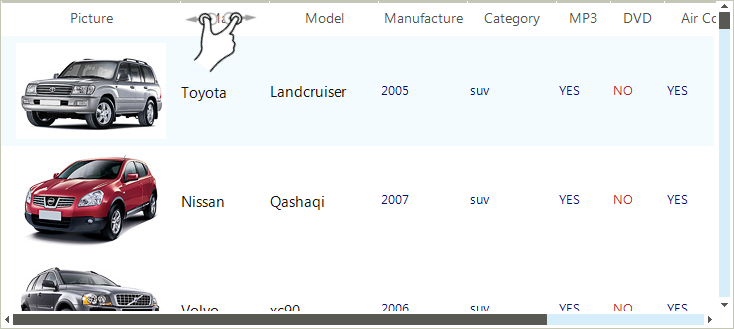 Picture Model Manufacture Category MP3 DVD Air Co
Toyota Landcruiser 2005 suv YES NO YES
Nissan Qashaqi 2007 suv YES NO YES
Volvo xc90 2006 suv YES NO YES